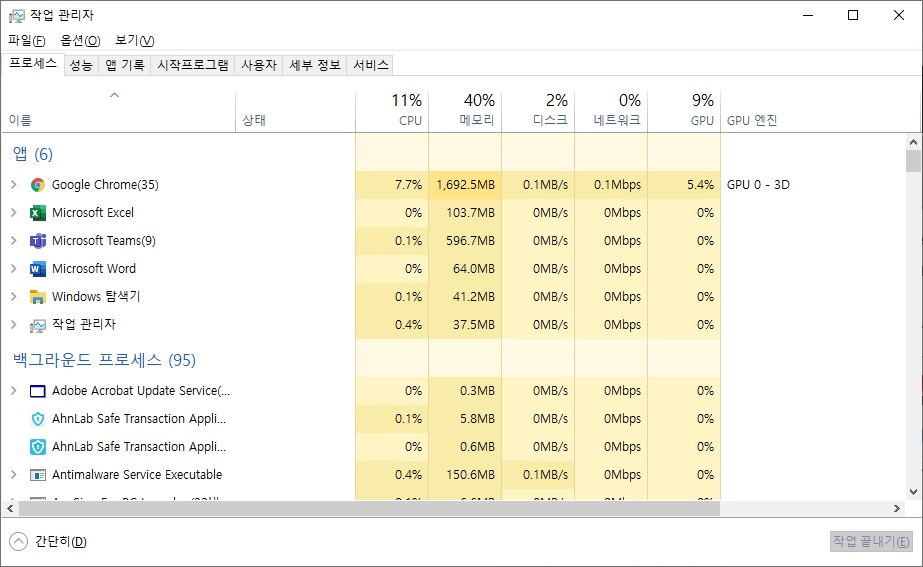 작업 관리자
파일(F) 옵션(O) 보기(V)
프로세스 성능 앱 기록 시작프로그램 사용자 세부 정보 서비스
11% 40% 2% 0% 9%
이름 상태 CPU 메모리 디스크 네트워크 GPU GPU 엔진
앱 (6)
Google Chrome(35) 7.7% 1,692.5MB 0.1MB/s 0.1Mbps 5.4% GPU 0 - 3D
Microsoft Excel 0% 103.7MB 0MB/s 0Mbps 0%
Microsoft Teams(9) 0.1% 596.7MB 0MB/s 0Mbps 0%
Microsoft Word 0% 64.0MB 0MB/s 0Mbps 0%
Windows 탐색기 0.1% 41.2MB 0MB/s 0Mbps 0%
작업 관리자 0.4% 37.5MB 0MB/s 0Mbps 0%
백그라운드 프로세스 (95)
Adobe Acrobat Update Service(... 0% 0.3MB 0MB/s 0Mbps 0%
AhnLab Safe Transaction Appli... 0.1% 5.8MB 0MB/s 0Mbps 0%
AhnLab Safe Transaction Appli... 0% 0.6MB 0MB/s 0Mbps 0%
Antimalware Service Executable 0.4% 150.6MB 0.1MB/s 0Mbps 0%
간단히(D) 작업 끝내기(E)